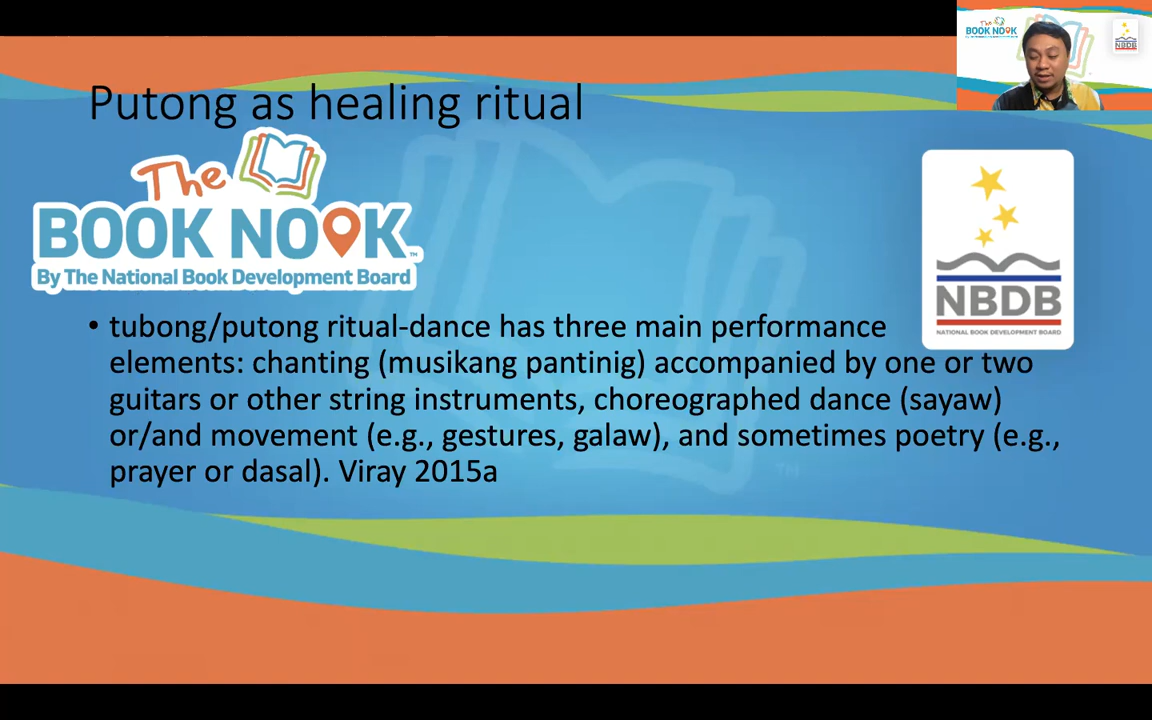 The
BOOK NOOK
NBDB
Putong as healing ritual
The
BOOK NOOK™
By The National Book Development Board
NBDB
NATIONAL BOOK DEVELOPMENT BOARD
• tubong/putong ritual-dance has three main performance
elements: chanting (musikang pantinig) accompanied by one or two
guitars or other string instruments, choreographed dance (sayaw)
or/and movement (e.g., gestures, galaw), and sometimes poetry (e.g.,
prayer or dasal). Viray 2015a
TM